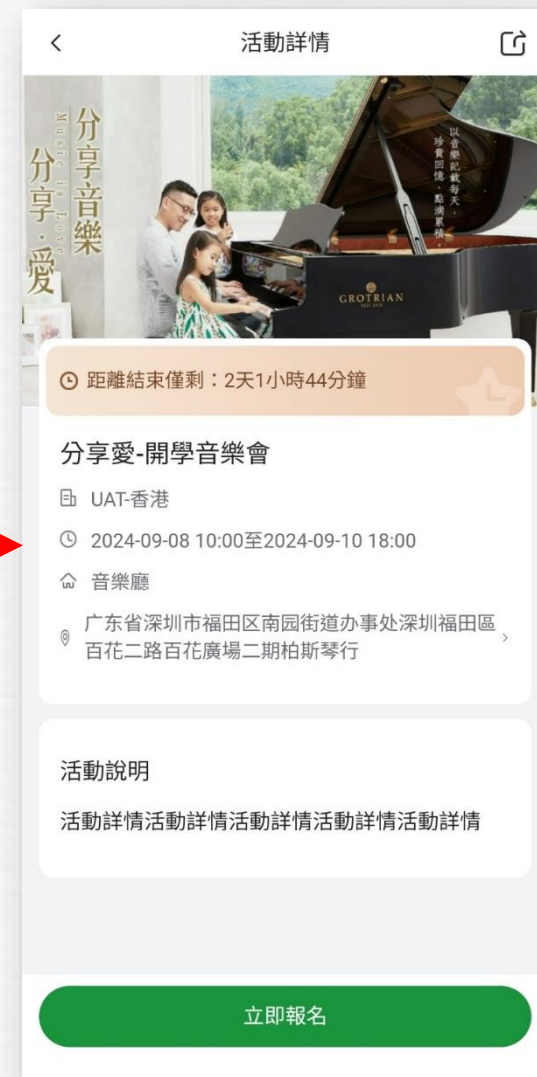 活動詳情
分享音樂
Music is Love
分享·愛
以音樂記載每天，
珍貴回憶，點滴累積。
GROTRIAN
距離結束僅剩：2天1小時44分鐘
分享愛-開學音樂會
UAT-香港
2024-09-08 10:00至2024-09-10 18:00
音樂廳
广东省深圳市福田区南园街道办事处深圳福田區
百花二路百花廣場二期柏斯琴行
活動說明
活動詳情活動詳情活動詳情活動詳情活動詳情
立即報名